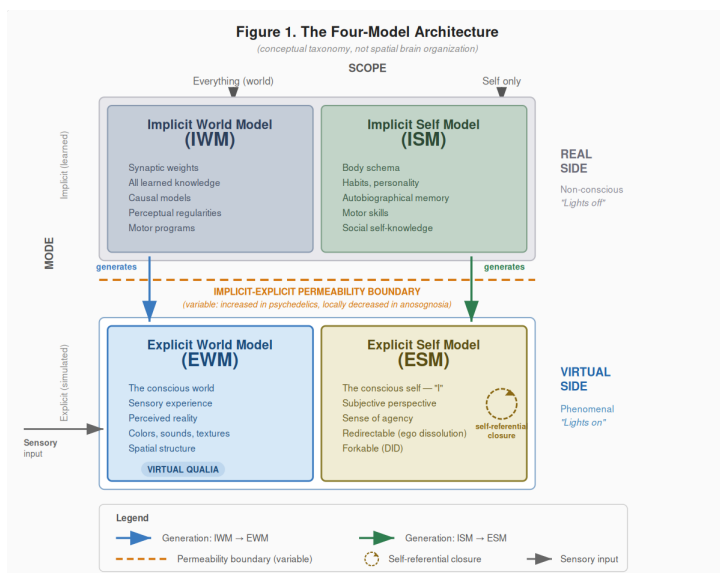 Figure 1. The Four-Model Architecture
(conceptual taxonomy, not spatial brain organization)
SCOPE
Everything (world)
Self only
MODE
Implicit (learned)
Implicit World Model
(IWM)
Synaptic weights
All learned knowledge
Causal models
Perceptual regularities
Motor programs
Implicit Self Model
(ISM)
Body schema
Habits, personality
Autobiographical memory
Motor skills
Social self-knowledge
REAL
SIDE
Non-conscious
"Lights off"
generates
generates
IMPLICIT-EXPLICIT PERMEABILITY BOUNDARY
(variable: increased in psychedelics, locally decreased in anosognosia)
Explicit (simulated)
Sensory
input
Explicit World Model
(EWM)
The conscious world
Sensory experience
Perceived reality
Colors, sounds, textures
Spatial structure
VIRTUAL QUALIA
Explicit Self Model
(ESM)
The conscious self — "I"
Subjective perspective
Sense of agency
Redirectable (ego dissolution)
Forkable (DID)
self-referential
closure
VIRTUAL
SIDE
Phenomenal
"Lights on"
Legend
Generation: IWM → EWM
Generation: ISM → ESM
Permeability boundary (variable)
Self-referential closure
Sensory input